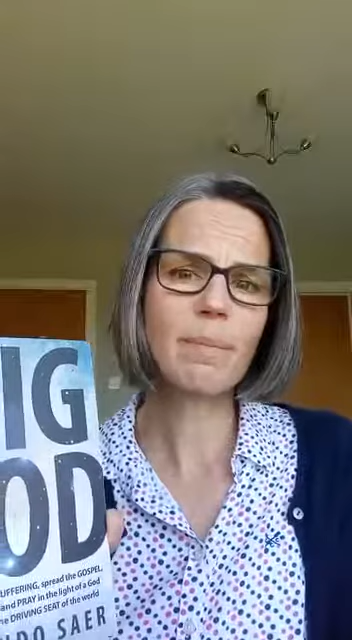 IG
OD
UFFERING, spread the GOSPEL,
and PRAY in the light of a God
the DRIVING SEAT of the world
DO SAER